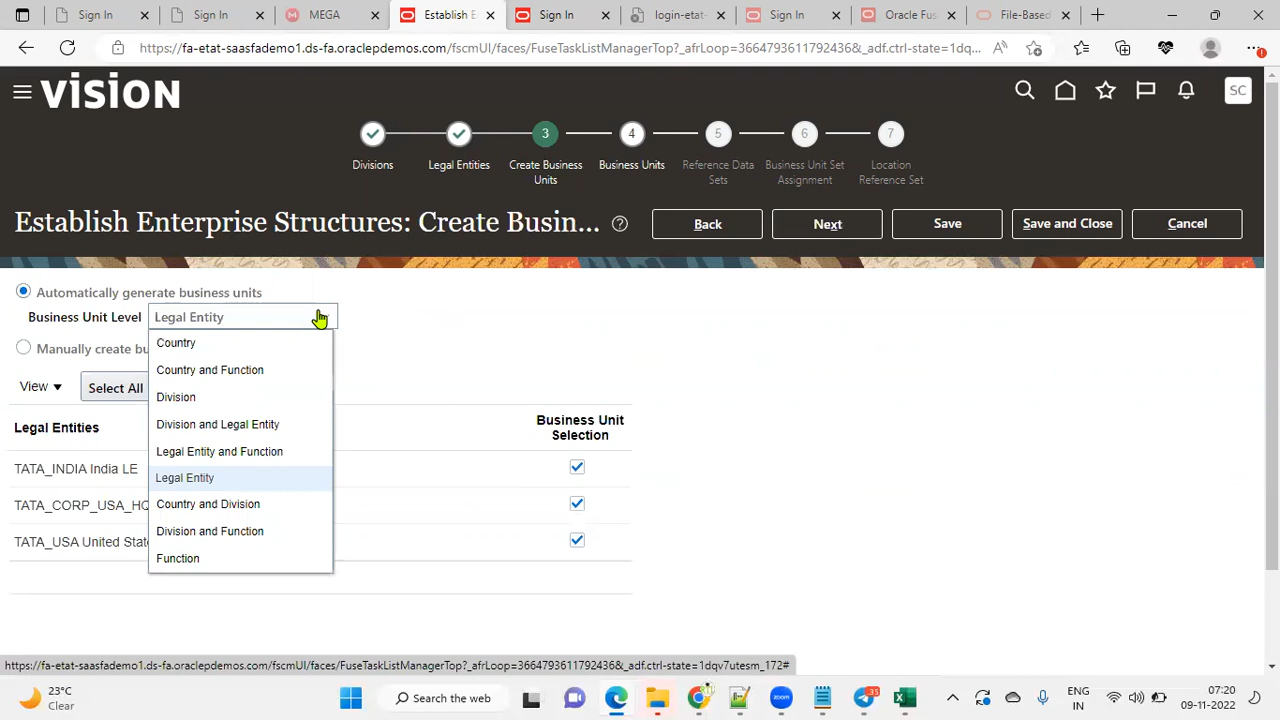 Sign In
Sign In
MEGA
Establish E
Sign In
login-etat-
Sign In
Oracle Fus
File-Based
https://fa-etat-saasfademo1.ds-fa.oraclepdemos.com/fscmUI/faces/FuseTaskListManagerTop?_afrLoop=3664793611792436&_adf.ctrl-state=1dq...
vision
SC
3
4
5
6
7
Divisions
Legal Entities
Create Business Units
Business Units
Reference Data Sets
Business Unit Set Assignment
Location Reference Set
Establish Enterprise Structures: Create Busin...
Back
Next
Save
Save and Close
Cancel
Automatically generate business units
Business Unit Level
Legal Entity
Manually create bu
Country
Country and Function
Division
Division and Legal Entity
Legal Entity and Function
Legal Entity
Country and Division
Division and Function
Function
View
Select All
Legal Entities
Business Unit Selection
TATA_INDIA India LE
TATA_CORP_USA_HQ
TATA_USA United State
https://fa-etat-saasfademo1.ds-fa.oraclepdemos.com/fscmUI/faces/FuseTaskListManagerTop?_afrLoop=3664793611792436&_adf.ctrl-state=1dqv7utesm_172#
23°C
Clear
Search the web
35
ENG
IN
07:20
09-11-2022